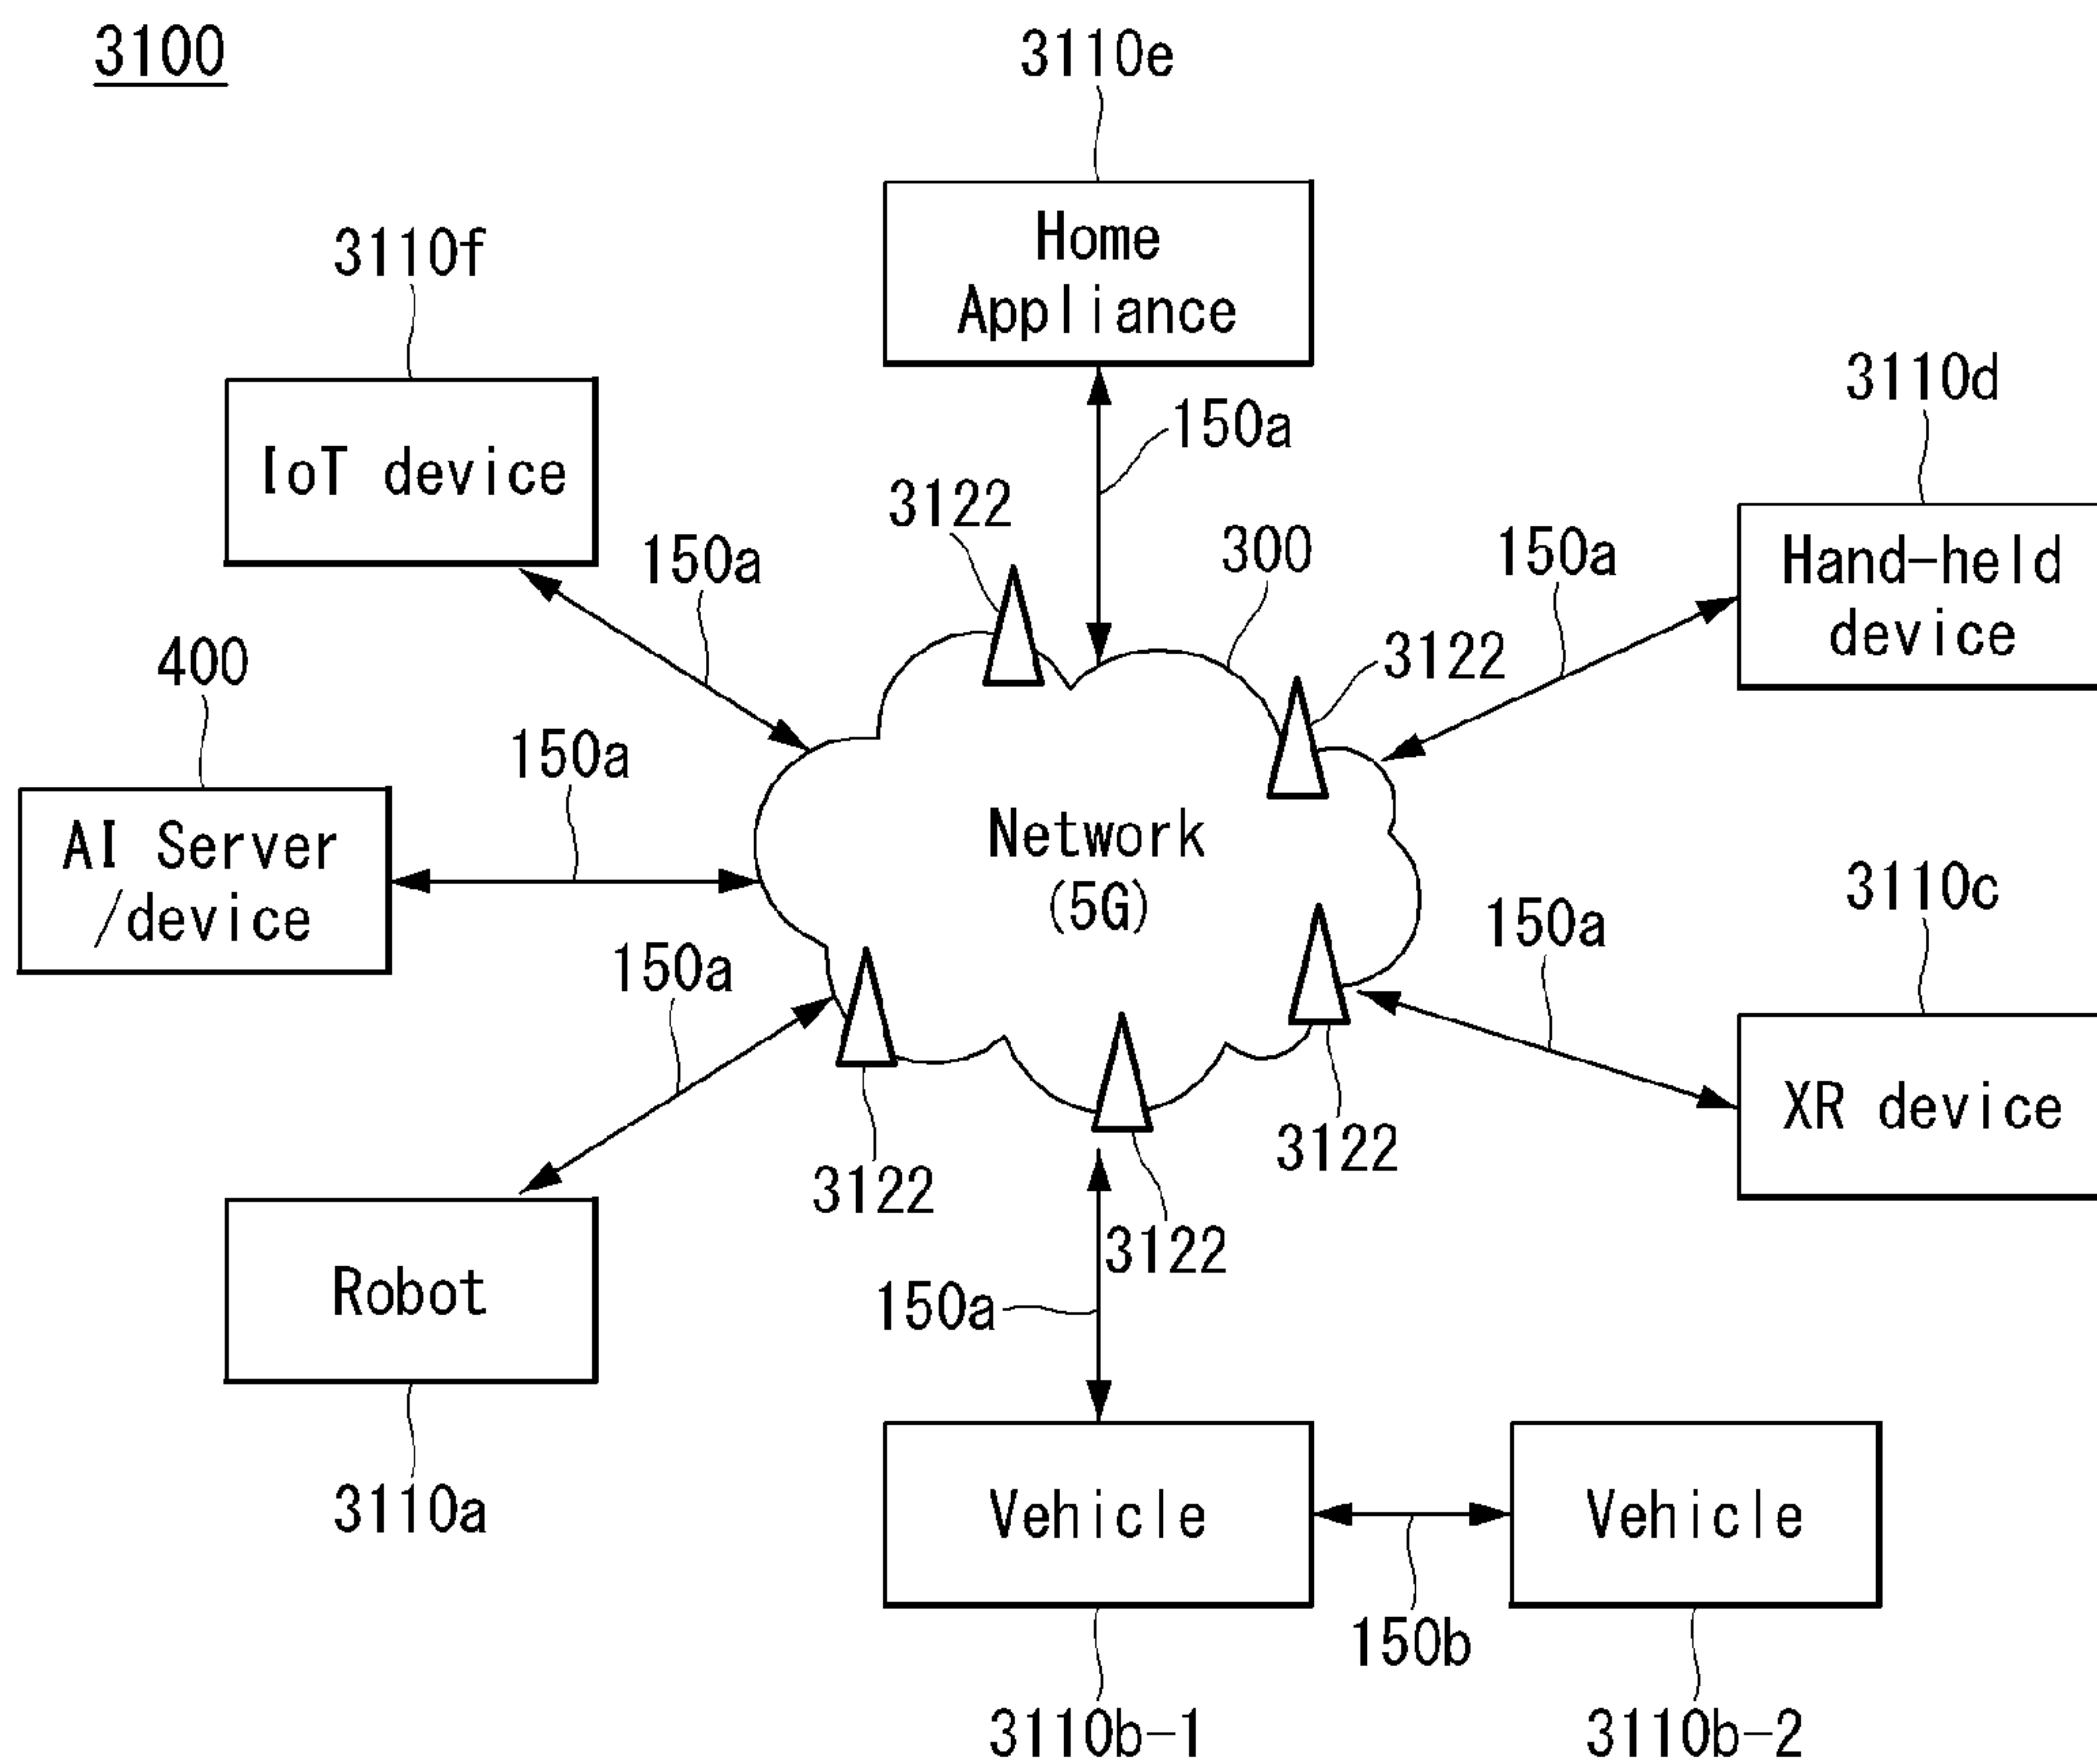 3100
3110e
Home
Appliance
3110f
IoT device
3110d
Hand-held
device
150a
3122
300
150a
150a
3122
400
AI Server
/device
150a
Network
(5G)
3110c
XR device
150a
150a
3122
3122
3122
Robot
3110a
150a
Vehicle
Vehicle
150b
3110b-1
3110b-2